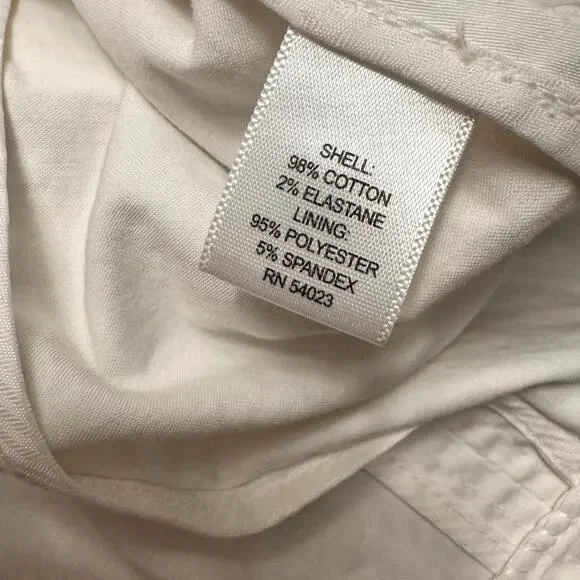 SHELL:
98% COTTON
2% ELASTANE
LINING:
95% POLYESTER
5% SPANDEX
RN 54023